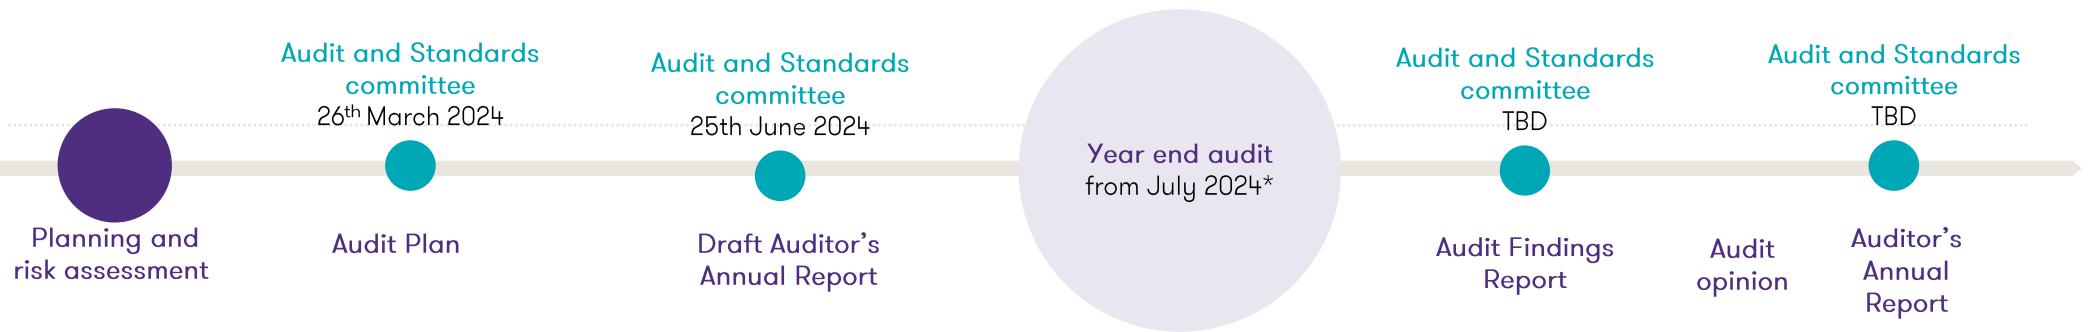 Audit and Standards
committee
26th March 2024
Audit and Standards
committee
25th June 2024
Year end audit
from July 2024*
Audit and Standards
committee
TBD
Audit and Standards
committee
TBD
Planning and
risk assessment
Audit Plan
Draft Auditor's
Annual Report
Audit Findings
Report
Audit
opinion
Auditor's
Annual
Report